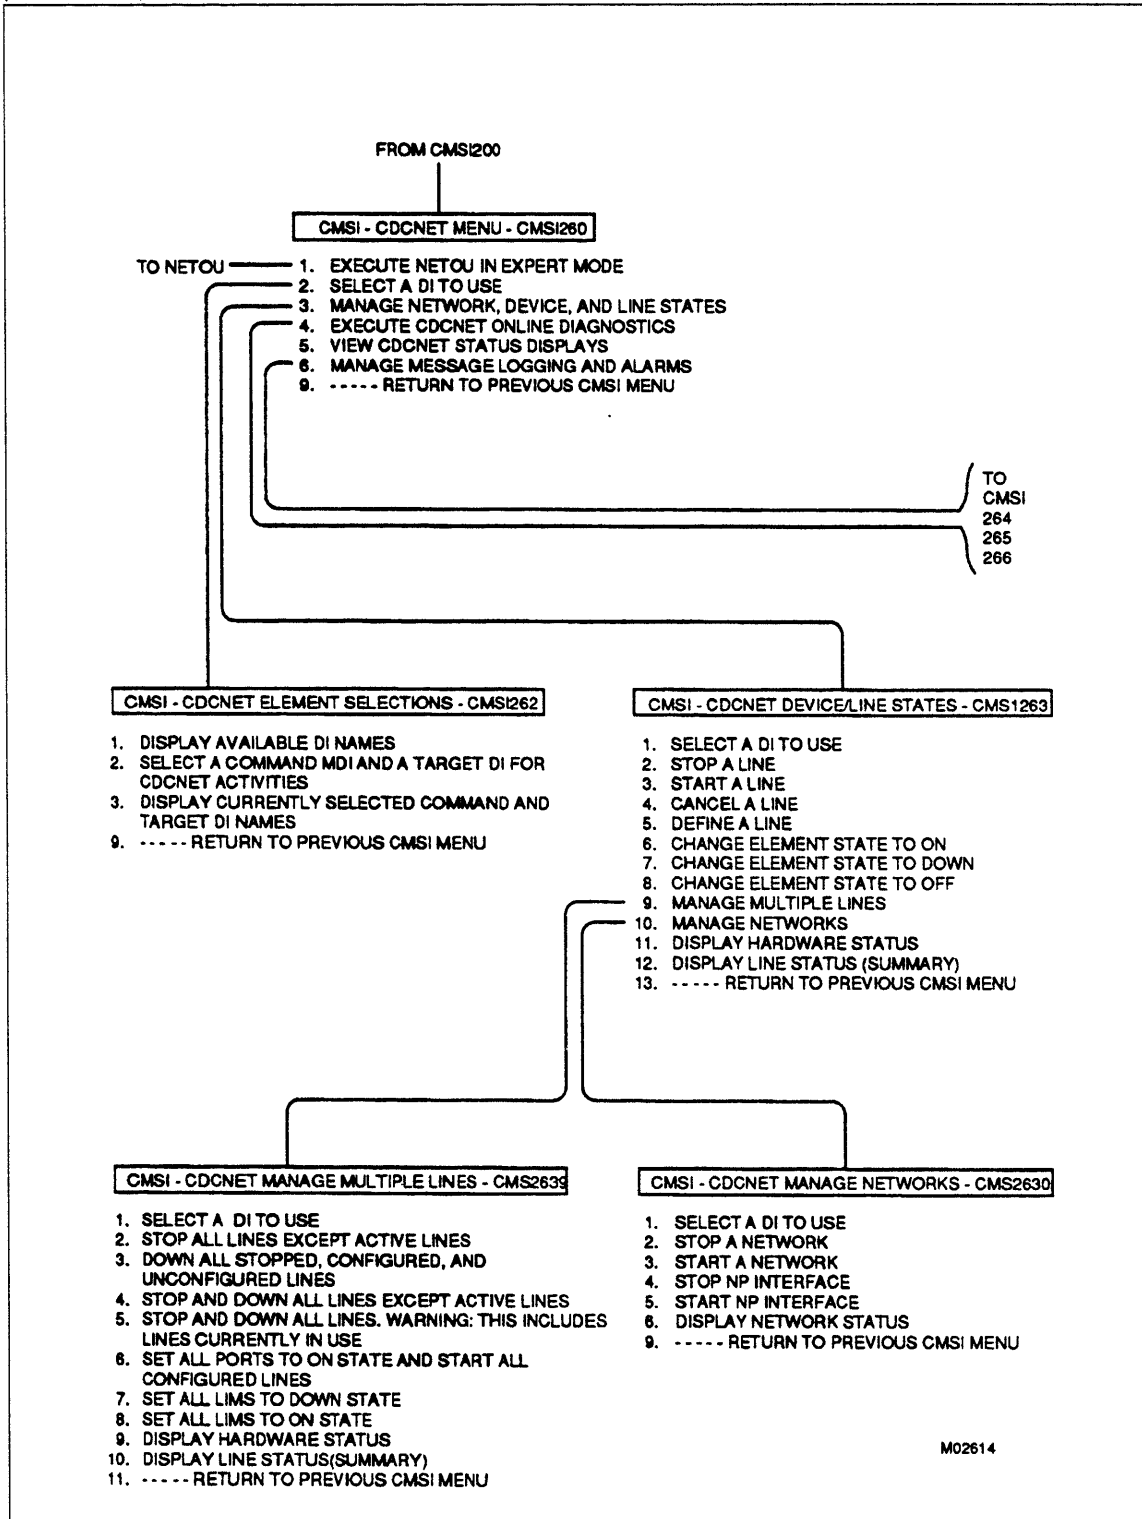 FROM CMSI200
CMSI - CDCNET MENU - CMSI260
TO NETOU
1. EXECUTE NETOU IN EXPERT MODE
2. SELECT A DI TO USE
3. MANAGE NETWORK, DEVICE, AND LINE STATES
4. EXECUTE CDCNET ONLINE DIAGNOSTICS
5. VIEW CDCNET STATUS DISPLAYS
6. MANAGE MESSAGE LOGGING AND ALARMS
9. ----- RETURN TO PREVIOUS CMSI MENU
TO
CMSI
264
265
266
CMSI - CDCNET ELEMENT SELECTIONS - CMSI262
1. DISPLAY AVAILABLE DI NAMES
2. SELECT A COMMAND MDI AND A TARGET DI FOR
CDCNET ACTIVITIES
3. DISPLAY CURRENTLY SELECTED COMMAND AND
TARGET DI NAMES
9. ----- RETURN TO PREVIOUS CMSI MENU
CMSI - CDCNET DEVICE/LINE STATES - CMS1263
1. SELECT A DI TO USE
2. STOP A LINE
3. START A LINE
4. CANCEL A LINE
5. DEFINE A LINE
6. CHANGE ELEMENT STATE TO ON
7. CHANGE ELEMENT STATE TO DOWN
8. CHANGE ELEMENT STATE TO OFF
9. MANAGE MULTIPLE LINES
10. MANAGE NETWORKS
11. DISPLAY HARDWARE STATUS
12. DISPLAY LINE STATUS (SUMMARY)
13. ----- RETURN TO PREVIOUS CMSI MENU
CMSI - CDCNET MANAGE MULTIPLE LINES - CMS2639
1. SELECT A DI TO USE
2. STOP ALL LINES EXCEPT ACTIVE LINES
3. DOWN ALL STOPPED, CONFIGURED, AND
UNCONFIGURED LINES
4. STOP AND DOWN ALL LINES EXCEPT ACTIVE LINES
5. STOP AND DOWN ALL LINES. WARNING: THIS INCLUDES
LINES CURRENTLY IN USE
6. SET ALL PORTS TO ON STATE AND START ALL
CONFIGURED LINES
7. SET ALL LIMS TO DOWN STATE
8. SET ALL LIMS TO ON STATE
9. DISPLAY HARDWARE STATUS
10. DISPLAY LINE STATUS(SUMMARY)
11. ----- RETURN TO PREVIOUS CMSI MENU
CMSI - CDCNET MANAGE NETWORKS - CMS2630
1. SELECT A DI TO USE
2. STOP A NETWORK
3. START A NETWORK
4. STOP NP INTERFACE
5. START NP INTERFACE
6. DISPLAY NETWORK STATUS
9. ----- RETURN TO PREVIOUS CMSI MENU
M02614